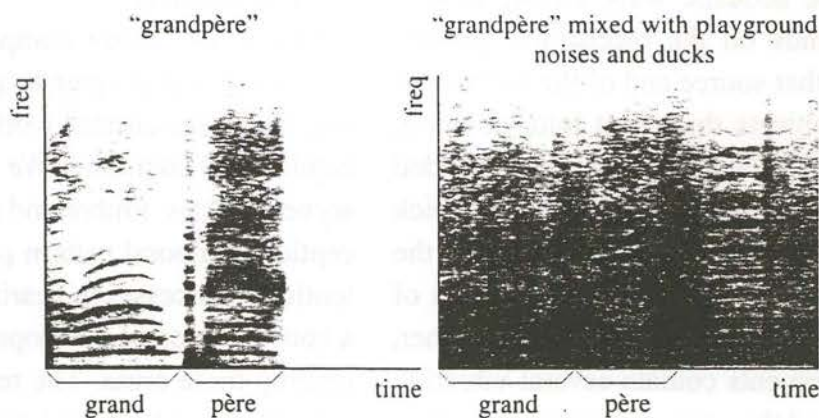 “grandpère”
“grandpère” mixed with playground
noises and ducks
freq
freq
grand
père
time
grand
père
time